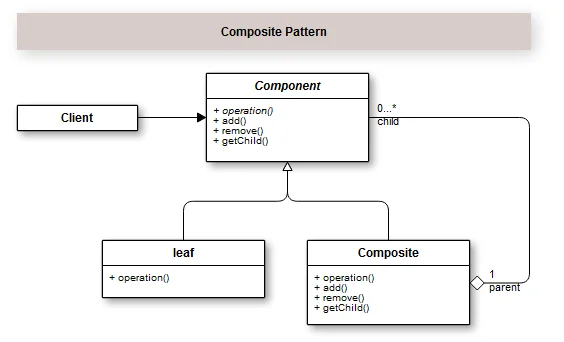 Composite Pattern
Component
+ operation()
+ add()
+ remove()
+ getChild()
Client
0...*
child
leaf
+ operation()
Composite
+ operation()
+ add()
+ remove()
+ getChild()
1
parent